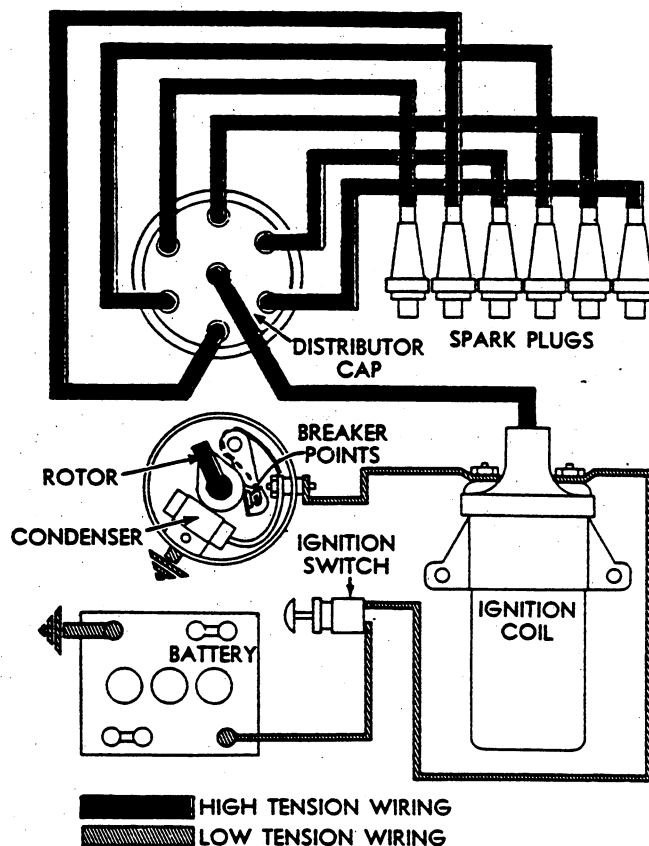 SPARK PLUGS
DISTRIBUTOR
CAP
BREAKER
POINTS
ROTOR
CONDENSER
IGNITION
SWITCH
IGNITION
COIL
BATTERY
HIGH TENSION WIRING
LOW TENSION WIRING